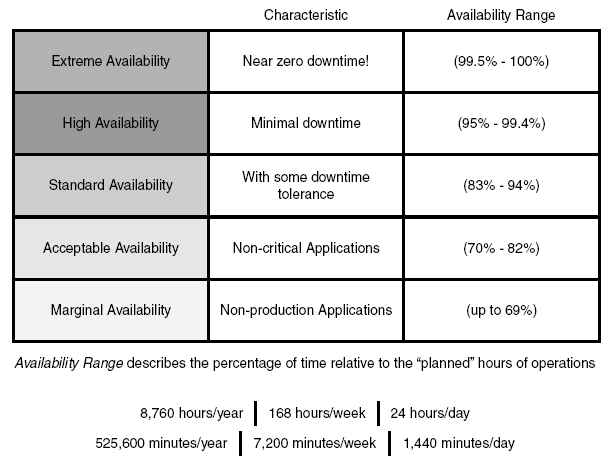 Characteristic Availability Range
Extreme Availability Near zero downtime! (99.5% - 100%)
High Availability Minimal downtime (95% - 99.4%)
Standard Availability With some downtime tolerance (83% - 94%)
Acceptable Availability Non-critical Applications (70% - 82%)
Marginal Availability Non-production Applications (up to 69%)
Availability Range describes the percentage of time relative to the “planned” hours of operations
8,760 hours/year | 168 hours/week | 24 hours/day
525,600 minutes/year | 7,200 minutes/week | 1,440 minutes/day